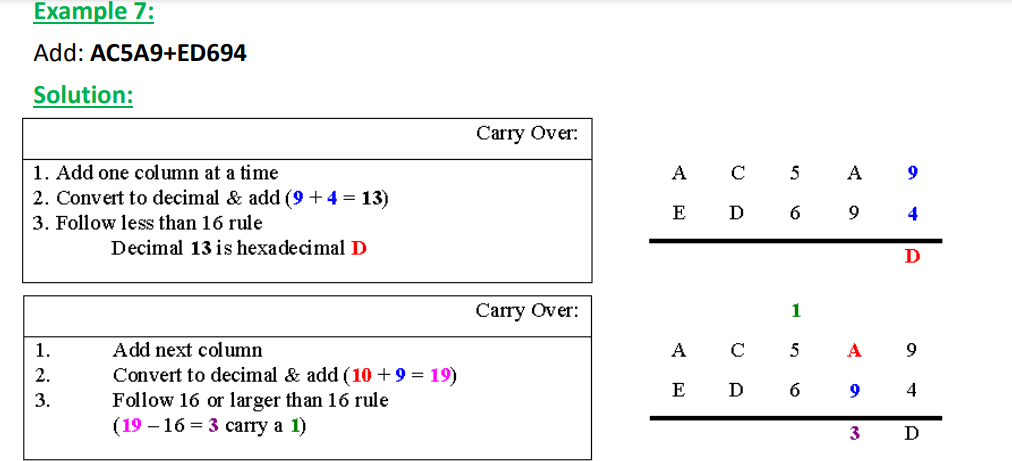 Example 7:
Add: AC5A9+ED694
Solution:
Carry Over:
1. Add one column at a time
2. Convert to decimal & add (9 + 4 = 13)
3. Follow less than 16 rule
Decimal 13 is hexadecimal D
A C 5 A 9
E D 6 9 4
D
Carry Over:
1. Add next column
2. Convert to decimal & add (10 + 9 = 19)
3. Follow 16 or larger than 16 rule
(19 – 16 = 3 carry a 1)
1
A C 5 A 9
E D 6 9 4
3 D